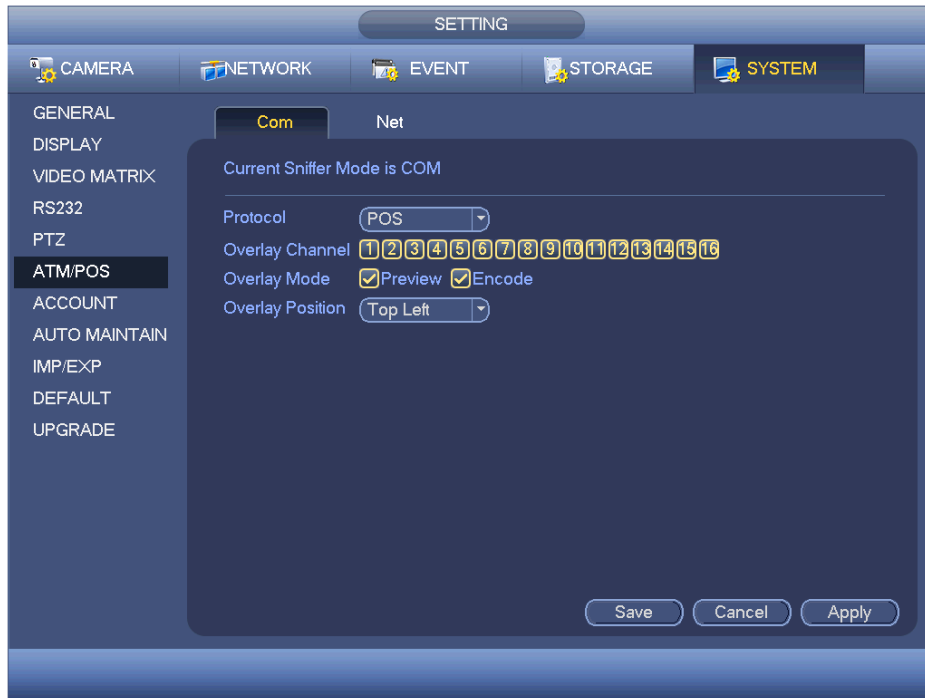 SETTING
CAMERA NETWORK EVENT STORAGE SYSTEM
GENERAL
DISPLAY
VIDEO MATRIX
RS232
PTZ
ATM/POS
ACCOUNT
AUTO MAINTAIN
IMP/EXP
DEFAULT
UPGRADE
Com Net
Current Sniffer Mode is COM
Protocol POS
Overlay Channel 1 2 3 4 5 6 7 8 9 10 11 12 13 14 15 16
Overlay Mode Preview Encode
Overlay Position Top Left
Save Cancel Apply